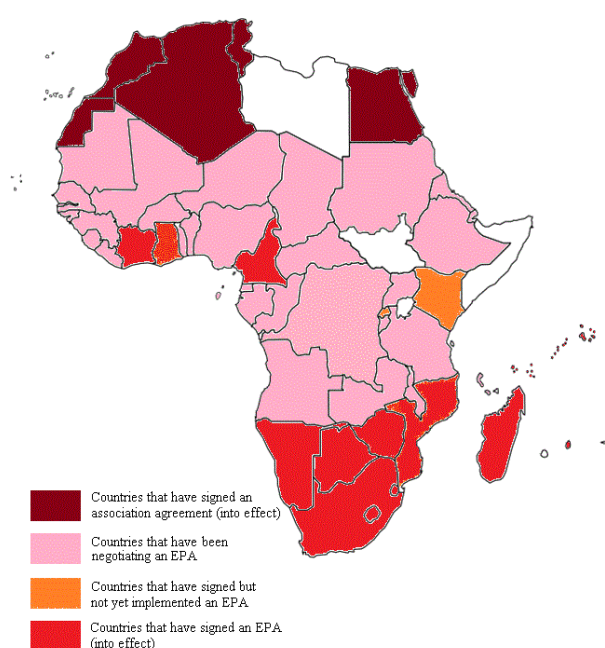 Countries that have signed an
association agreement (into effect)
Countries that have been
negotiating an EPA
Countries that have signed but
not yet implemented an EPA
Countries that have signed an EPA
(into effect)